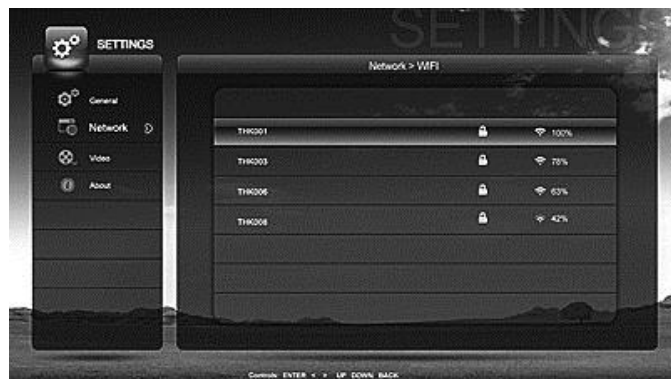 SETTINGS
SETTINGS
Network > WIFI
General
Network
Video
About
THK001 100%
THK003 78%
THK006 63%
THK008 42%
Controls: ENTER < > UP DOWN BACK